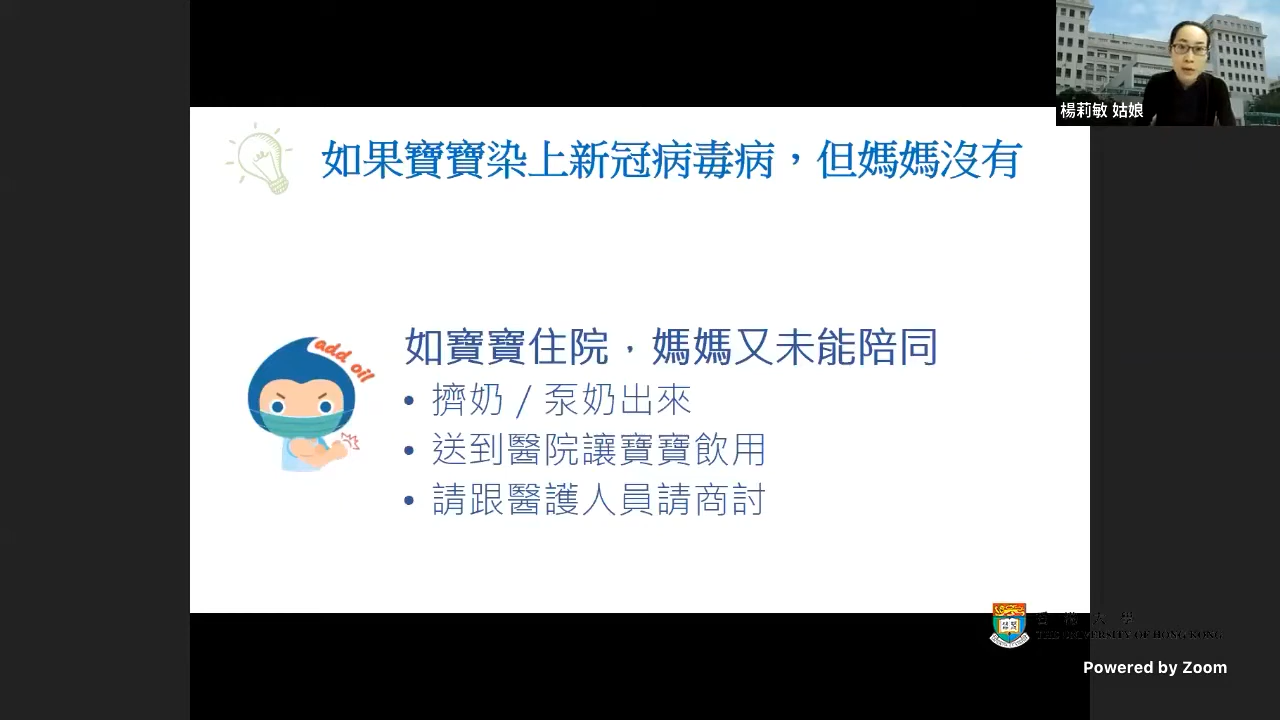 楊莉敏 姑娘
如果寶寶染上新冠病毒病，但媽媽沒有
add oil
如寶寶住院，媽媽又未能陪同
• 擠奶 / 泵奶出來
• 送到醫院讓寶寶飲用
• 請跟醫護人員請商討
香港大學
THE UNIVERSITY OF HONG KONG
Powered by Zoom